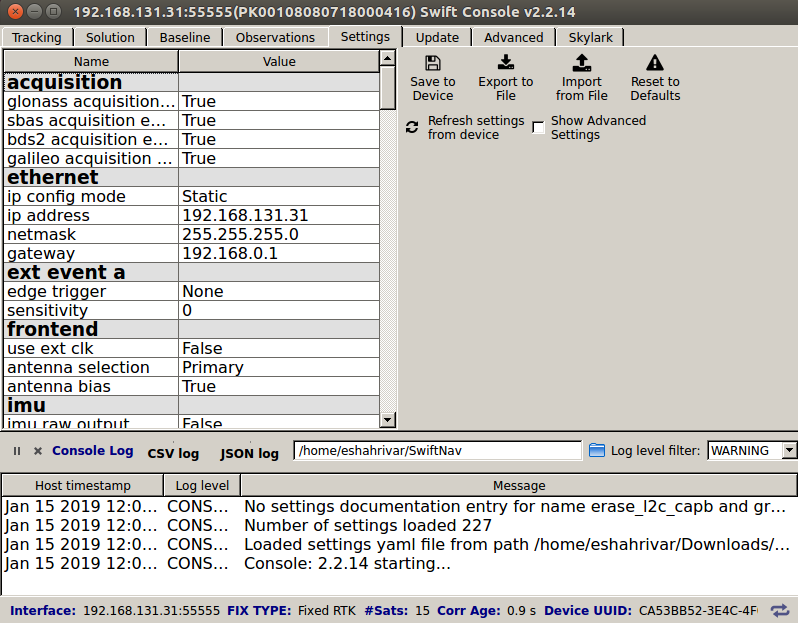 192.168.131.31:55555(PK00108080718000416) Swift Console v2.2.14
Tracking Solution Baseline Observations Settings Update Advanced Skylark
Name Value
acquisition
glonass acquisition... True
sbas acquisition e... True
bds2 acquisition e... True
galileo acquisition ... True
ethernet
ip config mode Static
ip address 192.168.131.31
netmask 255.255.255.0
gateway 192.168.0.1
ext event a
edge trigger None
sensitivity 0
frontend
use ext clk False
antenna selection Primary
antenna bias True
imu
imu raw output False
Save to Device
Export to File
Import from File
Reset to Defaults
Refresh settings from device
Show Advanced Settings
Console Log CSV log JSON log /home/eshahrivar/SwiftNav Log level filter: WARNING
Host timestamp Log level Message
Jan 15 2019 12:0... CONS... No settings documentation entry for name erase_l2c_capb and gr...
Jan 15 2019 12:0... CONS... Number of settings loaded 227
Jan 15 2019 12:0... CONS... Loaded settings yaml file from path /home/eshahrivar/Downloads/...
Jan 15 2019 12:0... CONS... Console: 2.2.14 starting...
Interface: 192.168.131.31:55555 FIX TYPE: Fixed RTK #Sats: 15 Corr Age: 0.9 s Device UUID: CA53BB52-3E4C-4F